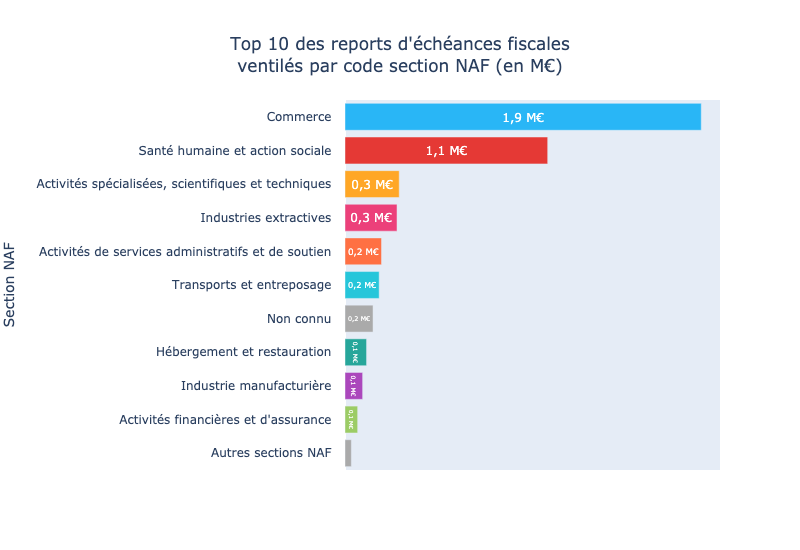 Top 10 des reports d'échéances fiscales
ventilés par code section NAF (en M€)
Section NAF
Commerce
1,9 M€
Santé humaine et action sociale
1,1 M€
Activités spécialisées, scientifiques et techniques
0,3 M€
Industries extractives
0,3 M€
Activités de services administratifs et de soutien
0,2 M€
Transports et entreposage
0,2 M€
Non connu
0,2 M€
Hébergement et restauration
0,1 M€
Industrie manufacturière
0,1 M€
Activités financières et d'assurance
0,1 M€
Autres sections NAF